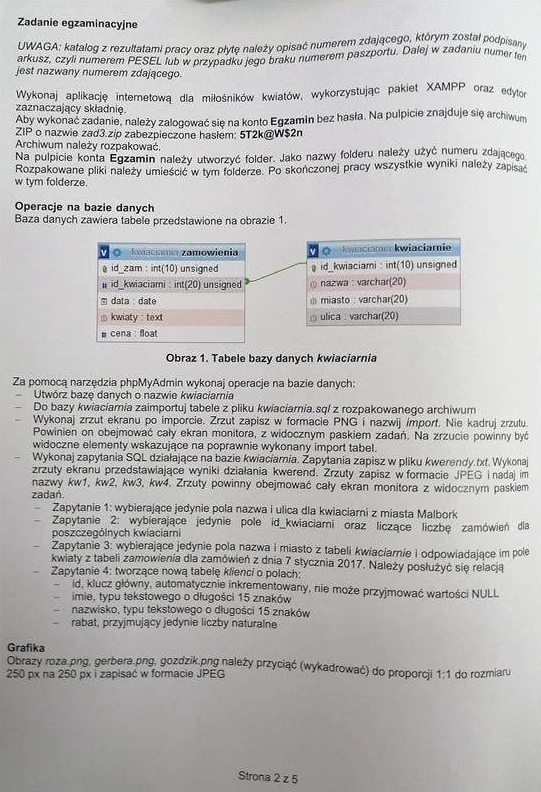 Zadanie egzaminacyjne
UWAGA: katalog z rezultatami pracy oraz płytę należy opisać numerem zdającego, którym został podpisany
arkusz, czyli numerem PESEL lub w przypadku jego braku numerem paszportu. Dalej w zadaniu numer ten
jest nazwany numerem zdającego.
Wykonaj aplikację internetową dla miłośników kwiatów, wykorzystując pakiet XAMPP oraz edytor
zaznaczający składnię.
Aby wykonać zadanie, należy zalogować się na konto Egzamin bez hasła. Na pulpicie znajduje się archiwum
ZIP o nazwie zad3.zip zabezpieczone hasłem: 5T2k@W$2n
Archiwum należy rozpakować.
Na pulpicie konta Egzamin należy utworzyć folder. Jako nazwy folderu należy użyć numeru zdającego.
Rozpakowane pliki należy umieścić w tym folderze. Po skończonej pracy wszystkie wyniki należy zapisać
w tym folderze.
Operacje na bazie danych
Baza danych zawiera tabele przedstawione na obrazie 1.
kwiaciarnia zamowienia
id_zam : int(10) unsigned
id_kwiaciarni : int(20) unsigned
data : date
kwiaty : text
cena : float
kwiaciarnia kwiaciarnie
id_kwiaciarni : int(10) unsigned
nazwa : varchar(20)
miasto : varchar(20)
ulica : varchar(20)
Obraz 1. Tabele bazy danych kwiaciarnia
Za pomocą narzędzia phpMyAdmin wykonaj operacje na bazie danych:
– Utwórz bazę danych o nazwie kwiaciarnia
– Do bazy kwiaciarnia zaimportuj tabele z pliku kwiaciarnia.sql z rozpakowanego archiwum
– Wykonaj zrzut ekranu po imporcie. Zrzut zapisz w formacie PNG i nazwij import. Nie kadruj zrzutu.
Powinien on obejmować cały ekran monitora, z widocznym paskiem zadań. Na zrzucie powinny być
widoczne elementy wskazujące na poprawnie wykonany import tabel.
– Wykonaj zapytania SQL działające na bazie kwiaciarnia. Zapytania zapisz w pliku kwerendy.txt. Wykonaj
zrzuty ekranu przedstawiające wyniki działania kwerend. Zrzuty zapisz w formacie JPEG i nadaj im
nazwy kw1, kw2, kw3, kw4. Zrzuty powinny obejmować cały ekran monitora z widocznym paskiem
zadań.
– Zapytanie 1: wybierające jedynie pola nazwa i ulica dla kwiaciarni z miasta Malbork
– Zapytanie 2: wybierające jedynie pole id_kwiaciarni oraz liczące liczbę zamówień dla
poszczególnych kwiaciarni
– Zapytanie 3: wybierające jedynie pola nazwa i miasto z tabeli kwiaciarnie i odpowiadające im pole
kwiaty z tabeli zamowienia dla zamówień z dnia 7 stycznia 2017. Należy posłużyć się relacją
– Zapytanie 4: tworzące nową tabelę klienci o polach:
– id, klucz główny, automatycznie inkrementowany, nie może przyjmować wartości NULL
– imie, typu tekstowego o długości 15 znaków
– nazwisko, typu tekstowego o długości 15 znaków
– rabat, przyjmujący jedynie liczby naturalne
Grafika
Obrazy roza.png, gerbera.png, gozdzik.png należy przyciąć (wykadrować) do proporcji 1:1 do rozmiaru
250 px na 250 px i zapisać w formacie JPEG
Strona 2 z 5